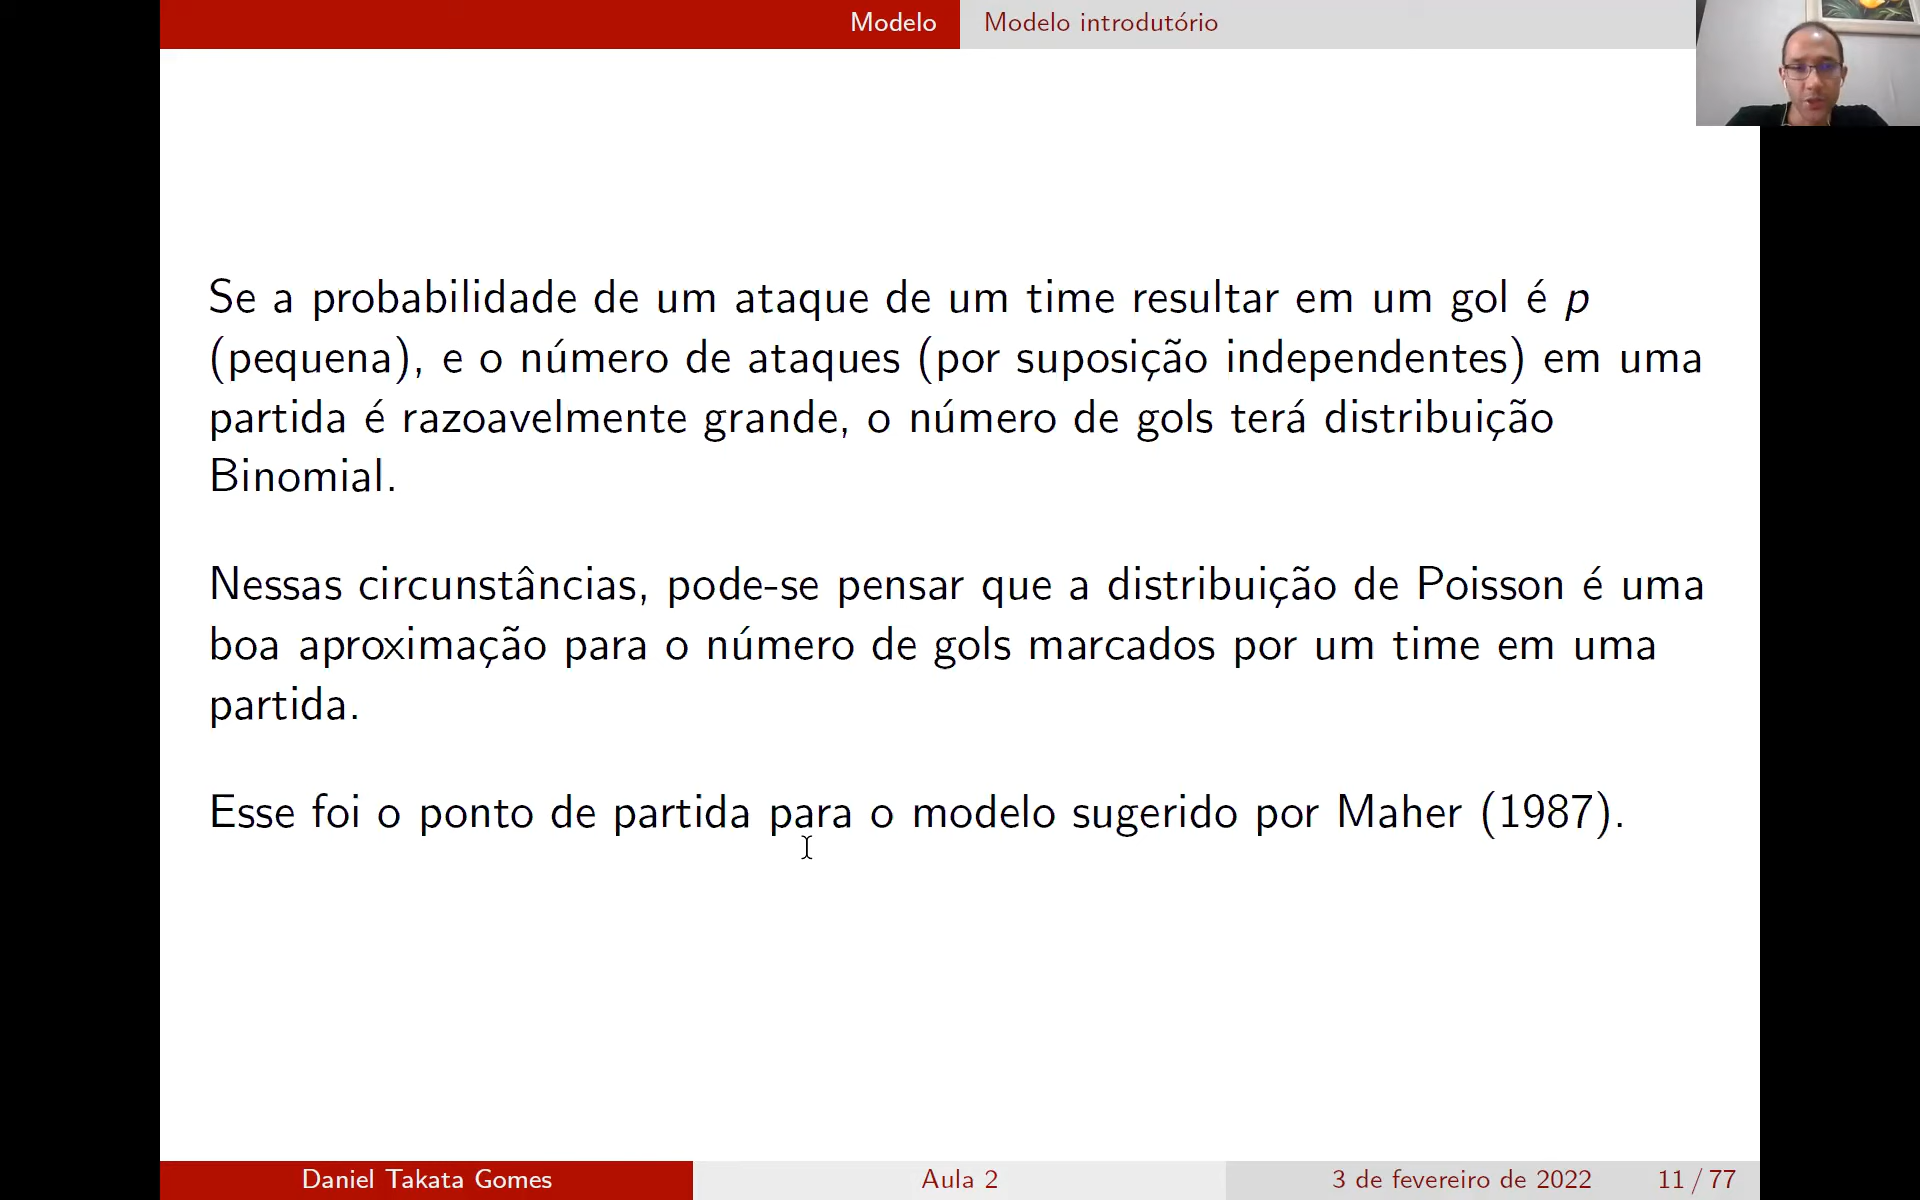 Modelo
Modelo introdutório
Se a probabilidade de um ataque de um time resultar em um gol é p
(pequena), e o número de ataques (por suposição independentes) em uma
partida é razoavelmente grande, o número de gols terá distribuição
Binomial.
Nessas circunstâncias, pode-se pensar que a distribuição de Poisson é uma
boa aproximação para o número de gols marcados por um time em uma
partida.
Esse foi o ponto de partida para o modelo sugerido por Maher (1987).
Daniel Takata Gomes
Aula 2
3 de fevereiro de 2022
11 / 77